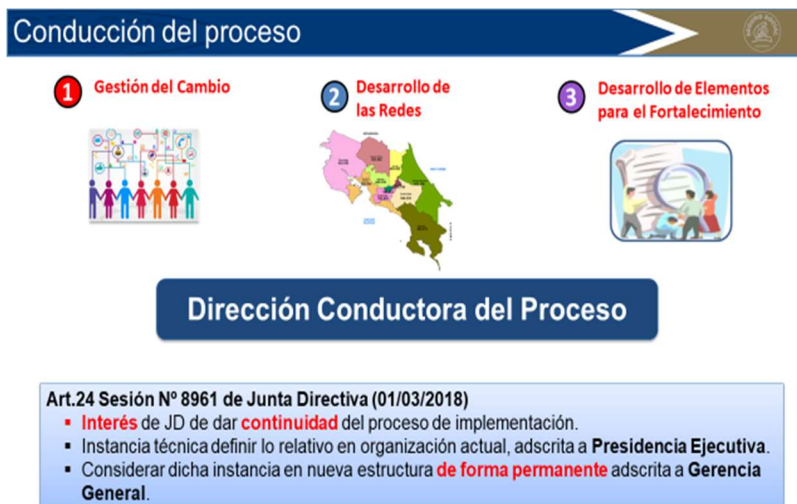 Conducción del proceso
1 Gestión del Cambio
2 Desarrollo de
las Redes
3 Desarrollo de Elementos
para el Fortalecimiento
Dirección Conductora del Proceso
Art.24 Sesión Nº 8961 de Junta Directiva (01/03/2018)
▪ Interés de JD de dar continuidad del proceso de implementación.
▪ Instancia técnica definir lo relativo en organización actual, adscrita a Presidencia Ejecutiva.
▪ Considerar dicha instancia en nueva estructura de forma permanente adscrita a Gerencia
General.